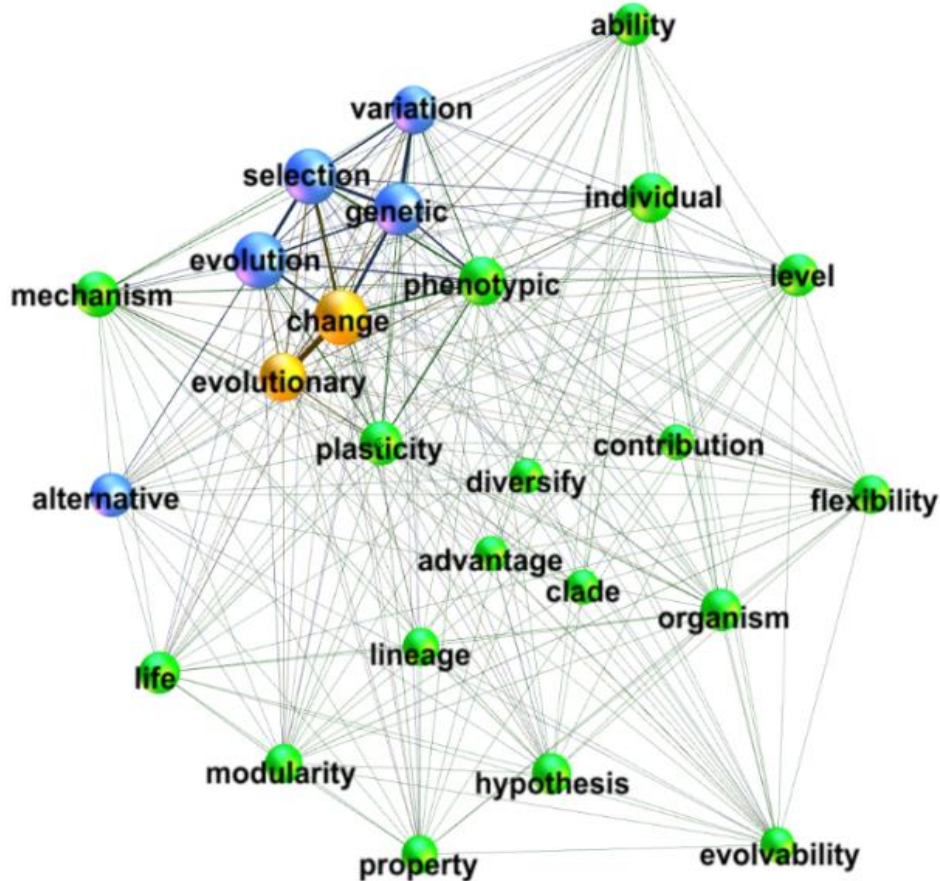 ability
variation
selection
individual
genetic
evolution
level
phenotypic
mechanism
change
evolutionary
plasticity
contribution
diversify
alternative
flexibility
advantage
clade
organism
lineage
life
modularity
hypothesis
evolvability
property